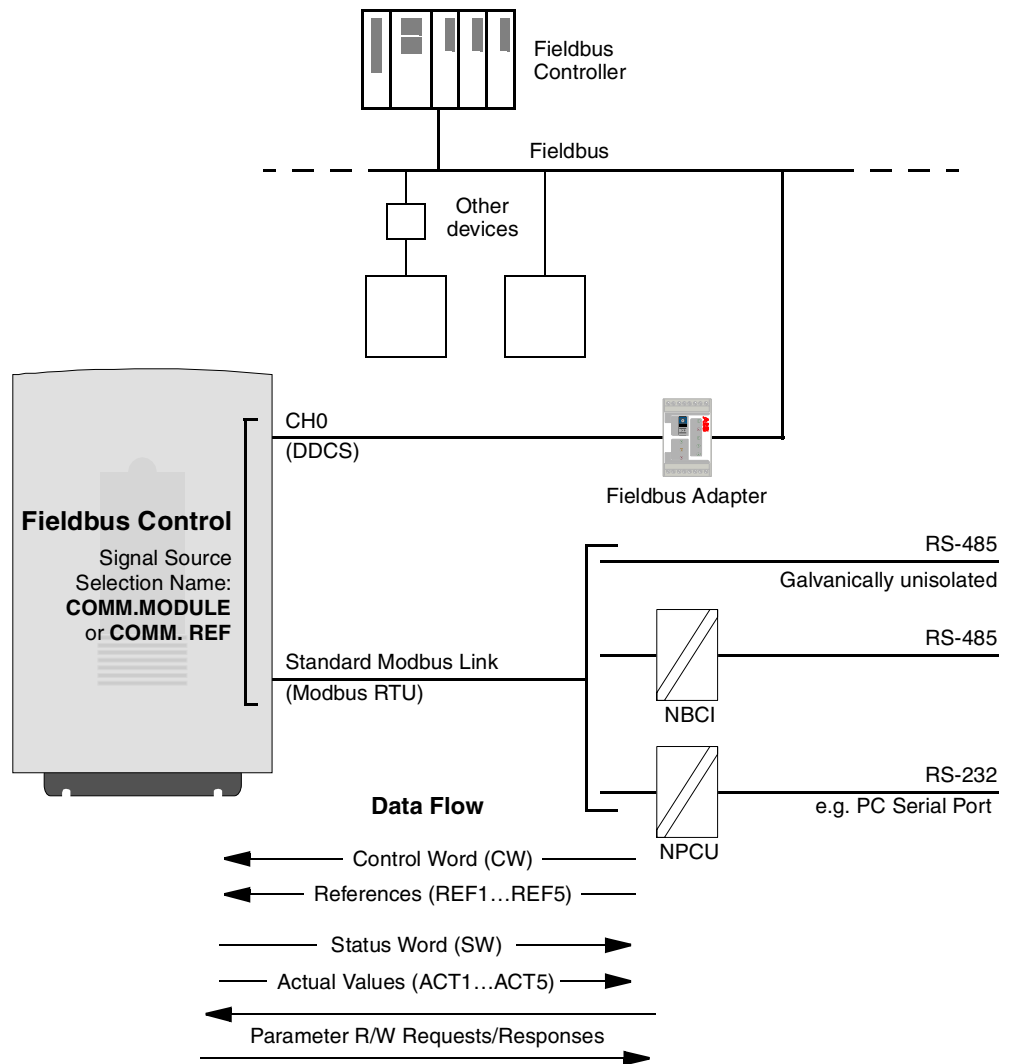 Fieldbus
Controller
Fieldbus
Other
devices
CH0
(DDCS)
ABB
Fieldbus Adapter
Fieldbus Control
Signal Source
Selection Name:
COMM.MODULE
or COMM. REF
RS-485
Galvanically unisolated
RS-485
Standard Modbus Link
(Modbus RTU)
NBCI
RS-232
e.g. PC Serial Port
NPCU
Data Flow
Control Word (CW)
References (REF1…REF5)
Status Word (SW)
Actual Values (ACT1…ACT5)
Parameter R/W Requests/Responses